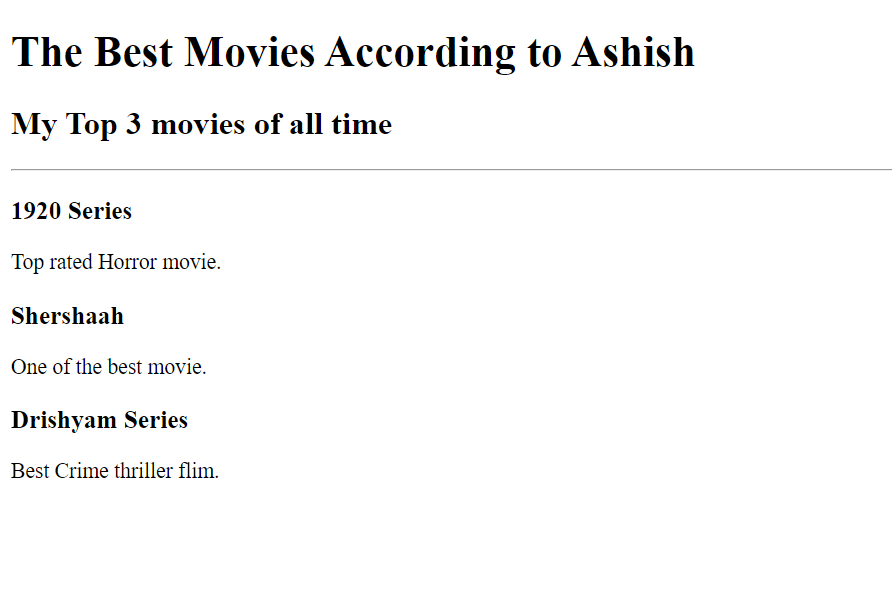 The Best Movies According to Ashish
My Top 3 movies of all time
1920 Series
Top rated Horror movie.
Shershaah
One of the best movie.
Drishyam Series
Best Crime thriller flim.